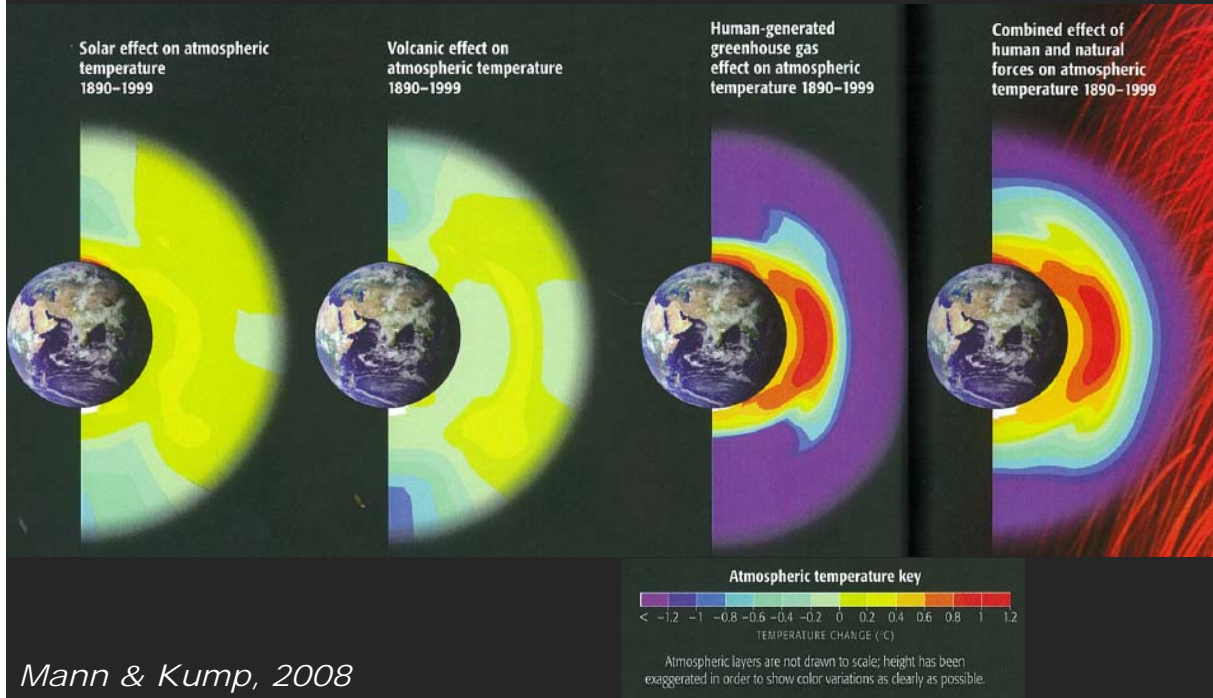 Solar effect on atmospheric
temperature
1890–1999
Volcanic effect on
atmospheric temperature
1890–1999
Human-generated
greenhouse gas
effect on atmospheric
temperature 1890–1999
Combined effect of
human and natural
forces on atmospheric
temperature 1890–1999
Atmospheric temperature key
< −1.2 −1 −0.8 −0.6 −0.4 −0.2 0 0.2 0.4 0.6 0.8 1 1.2
TEMPERATURE CHANGE (°C)
Atmospheric layers are not drawn to scale; height has been
exaggerated in order to show color variations as clearly as possible.
Mann & Kump, 2008